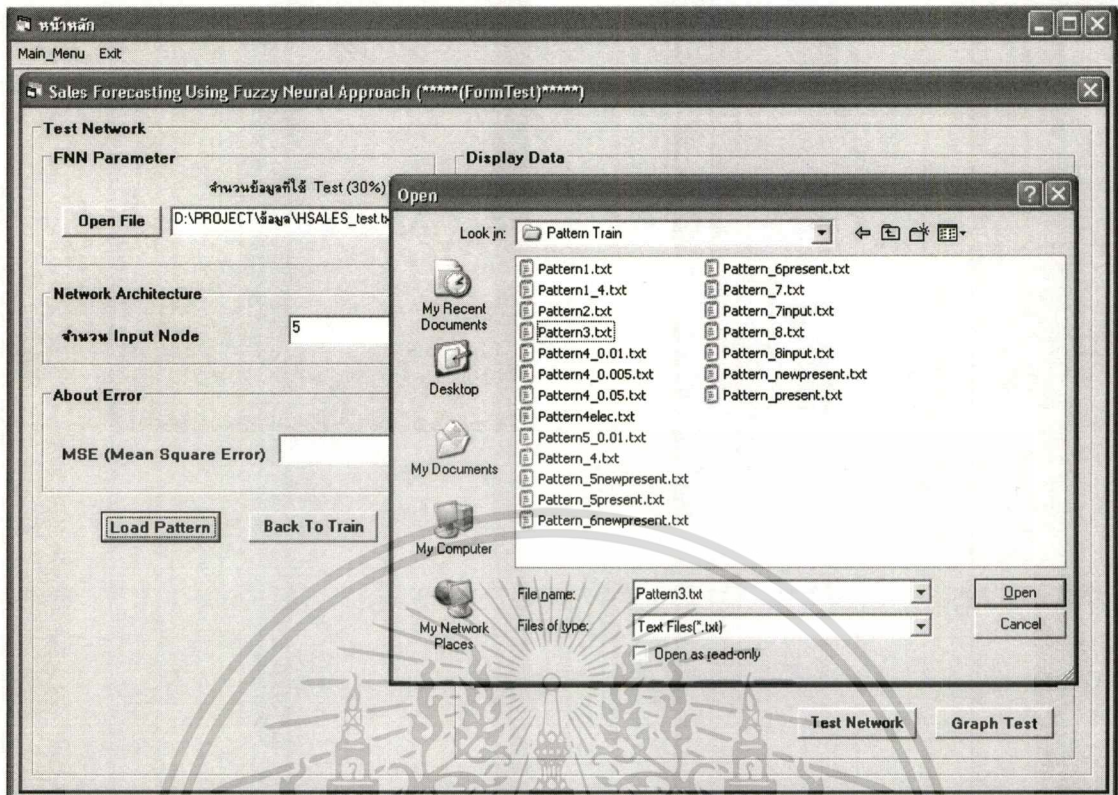 หน้าหลัก
Main_Menu Exit
Sales Forecasting Using Fuzzy Neural Approach (*****(FormTest)*****)
Test Network
FNN Parameter
จำนวนข้อมูลที่ใช้ Test (30%)
Open File
D:\PROJECT\ข้อมูล\HSALES_test.tx
Network Architecture
จำนวน Input Node
5
About Error
MSE (Mean Square Error)
Load Pattern
Back To Train
Display Data
Open
Look in:
Pattern Train
My Recent Documents
Desktop
My Documents
My Computer
My Network Places
Pattern1.txt
Pattern1_4.txt
Pattern2.txt
Pattern3.txt
Pattern4_0.01.txt
Pattern4_0.005.txt
Pattern4_0.05.txt
Pattern4elec.txt
Pattern5_0.01.txt
Pattern_4.txt
Pattern_5newpresent.txt
Pattern_5present.txt
Pattern_6newpresent.txt
Pattern_6present.txt
Pattern_7.txt
Pattern_7input.txt
Pattern_8.txt
Pattern_8input.txt
Pattern_newpresent.txt
Pattern_present.txt
File name:
Pattern3.txt
Open
Files of type:
Text Files(*.txt)
Cancel
Open as read-only
Test Network
Graph Test